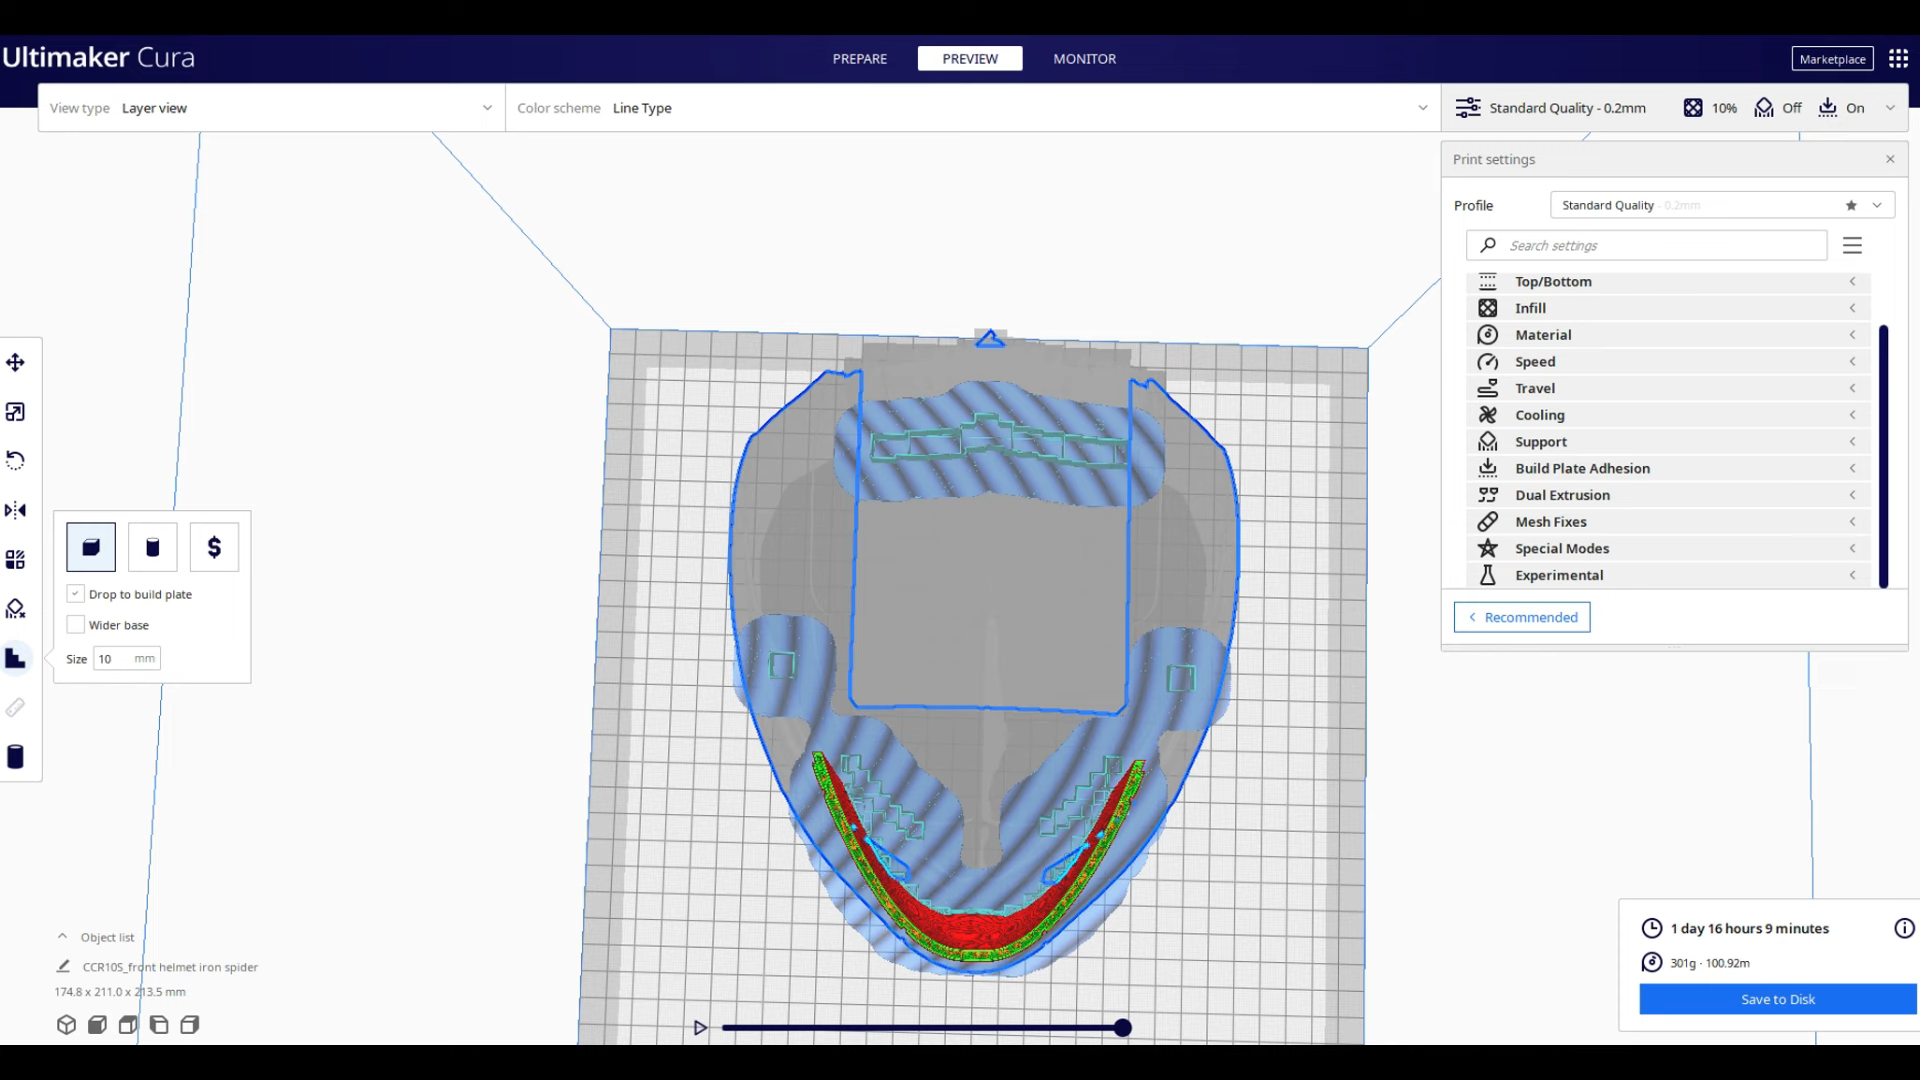 Ultimaker Cura
PREPARE
PREVIEW
MONITOR
Marketplace
View type Layer view
Color scheme Line Type
Standard Quality - 0.2mm
10%
Off
On
Print settings
Profile
Standard Quality - 0.2mm
Search settings
Top/Bottom
Infill
Material
Speed
Travel
Cooling
Support
Build Plate Adhesion
Dual Extrusion
Mesh Fixes
Special Modes
Experimental
Recommended
$
Drop to build plate
Wider base
Size 10 mm
Object list
CCR10S_front helmet iron spider
174.8 x 211.0 x 213.5 mm
1 day 16 hours 9 minutes
301g - 100.92m
Save to Disk